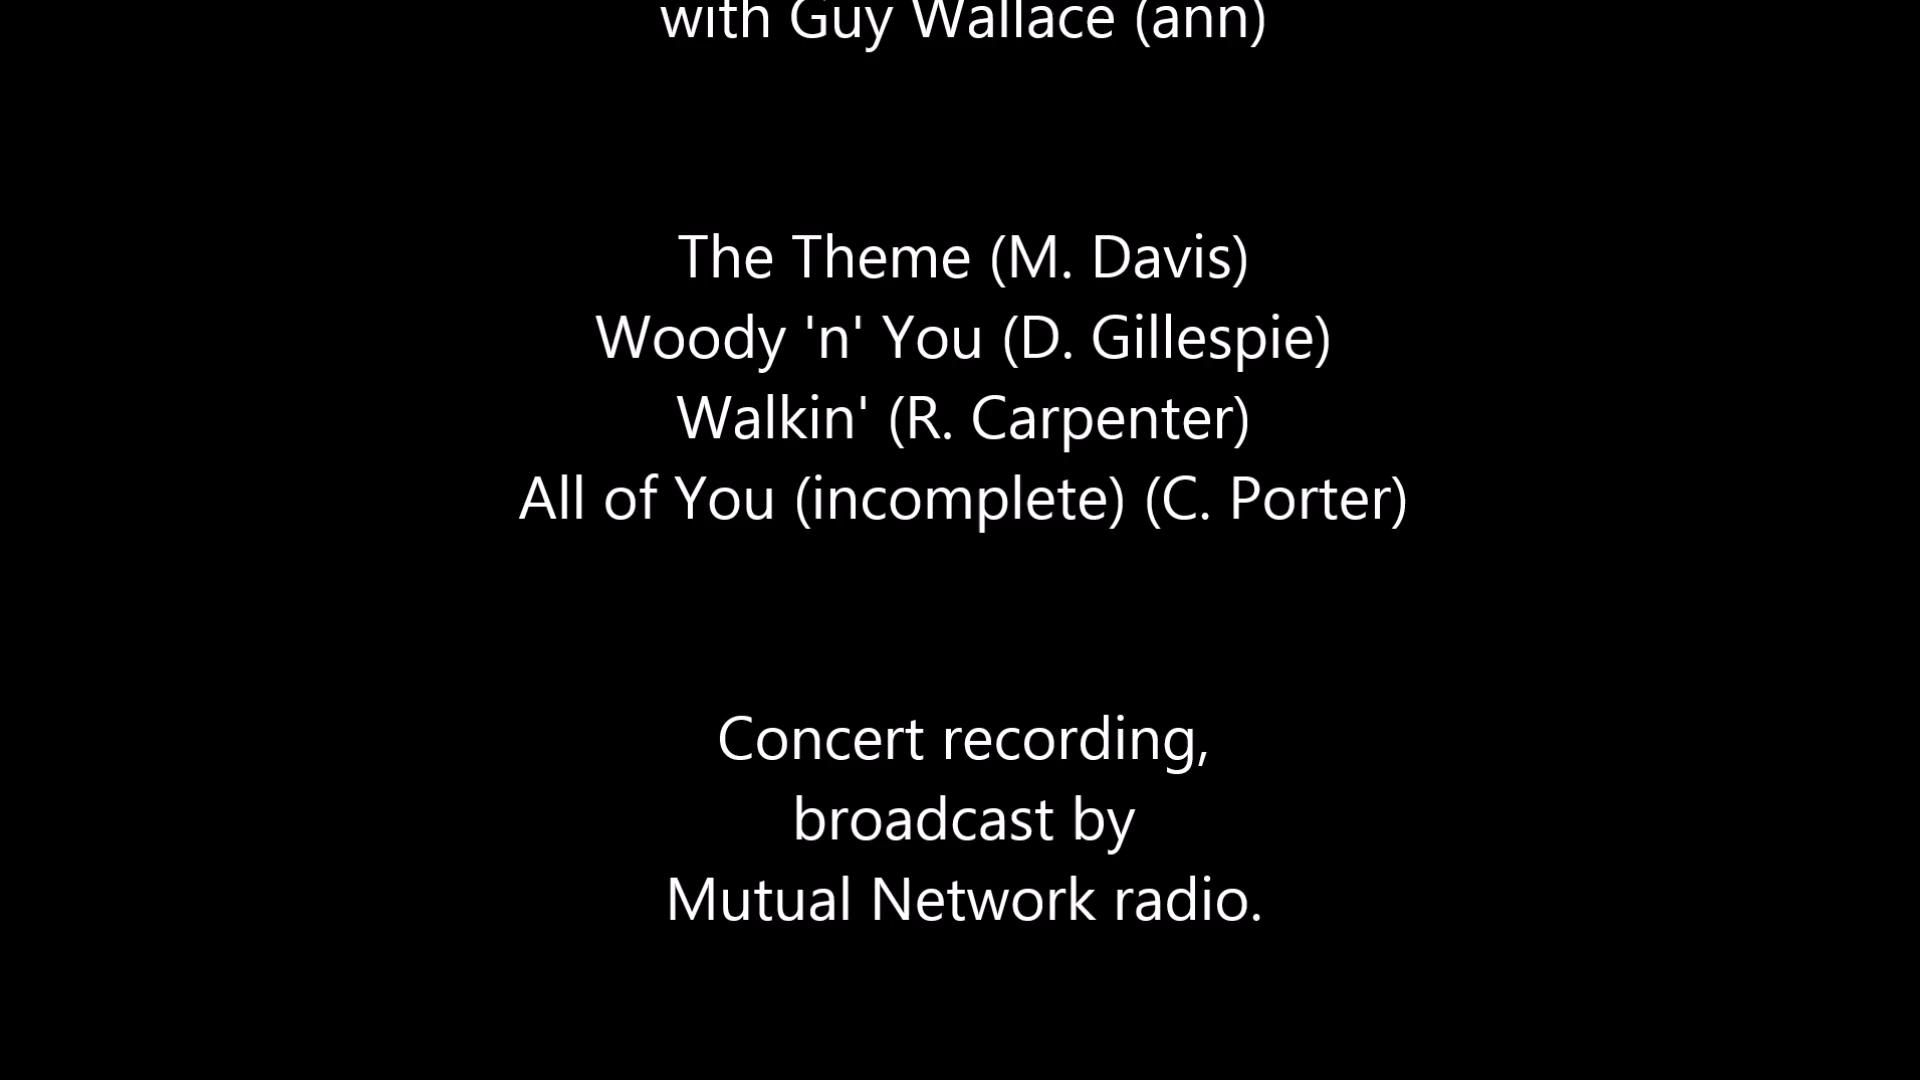 with Guy Wallace (ann)
The Theme (M. Davis)
Woody 'n' You (D. Gillespie)
Walkin' (R. Carpenter)
All of You (incomplete) (C. Porter)
Concert recording,
broadcast by
Mutual Network radio.